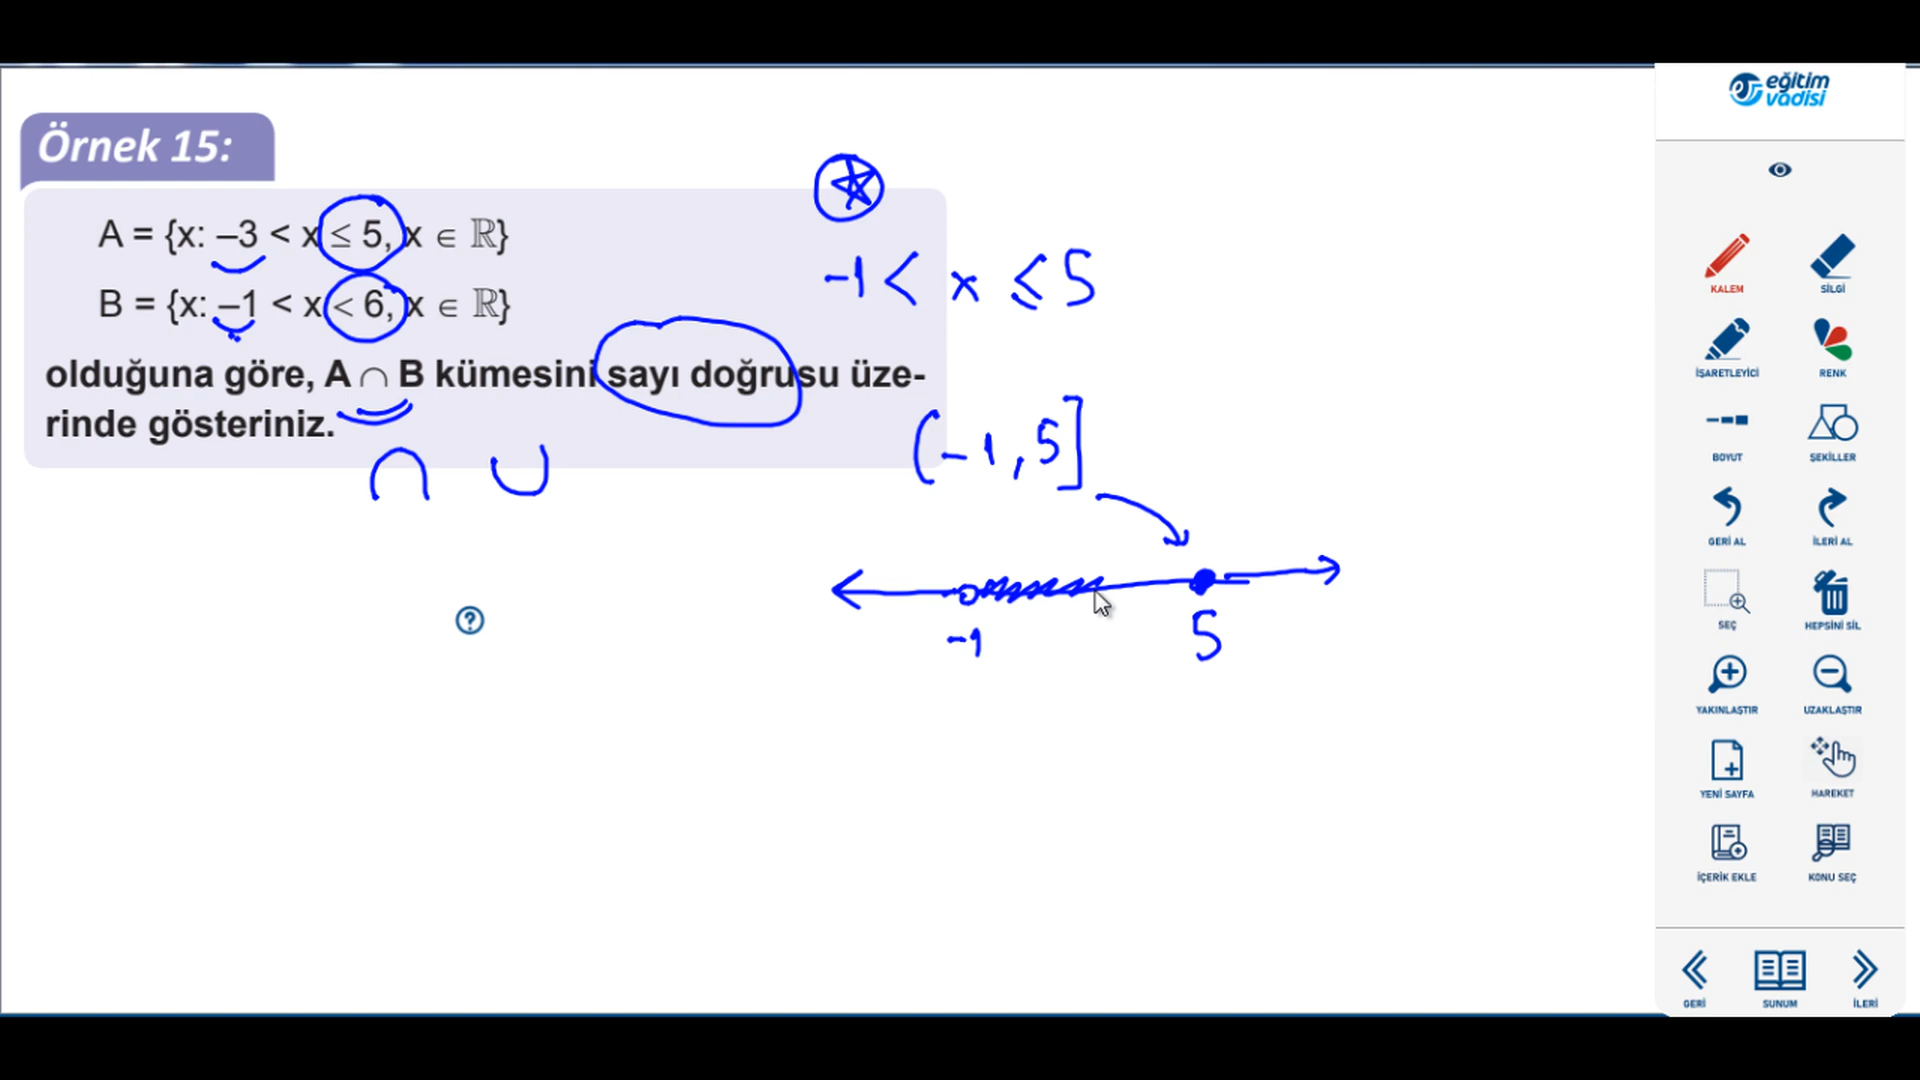 Örnek 15:
A = {x: –3 < x ≤ 5, x ∈ ℝ}
B = {x: –1 < x < 6, x ∈ ℝ}
olduğuna göre, A ∩ B kümesini sayı doğrusu üze-
rinde gösteriniz.
∩ ∪
-1 < x ≤ 5
(-1, 5]
-1 5
eğitim
vadisi
KALEM SİLGİ
İŞARETLEYİCİ RENK
BOYUT ŞEKİLLER
GERİ AL İLERİ AL
SEÇ HEPSİNİ SİL
YAKINLAŞTIR UZAKLAŞTIR
YENİ SAYFA HAREKET
İÇERİK EKLE KONU SEÇ
GERİ SUNUM İLERİ